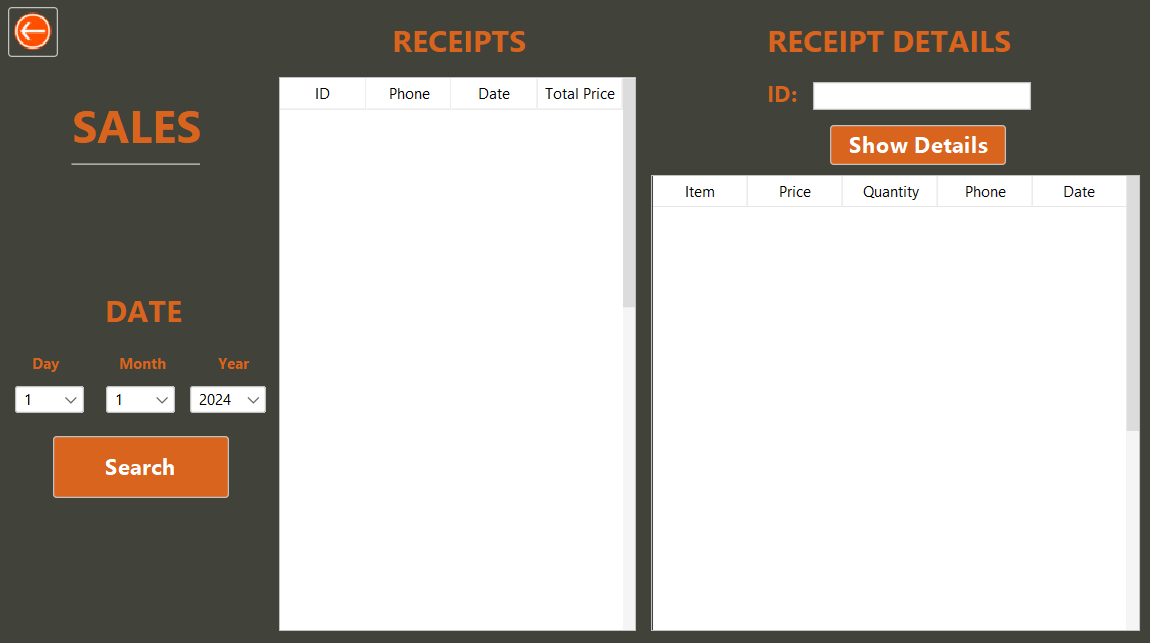 SALES
DATE
Day Month Year
1 1 2024
Search
RECEIPTS
ID Phone Date Total Price
RECEIPT DETAILS
ID:
Show Details
Item Price Quantity Phone Date